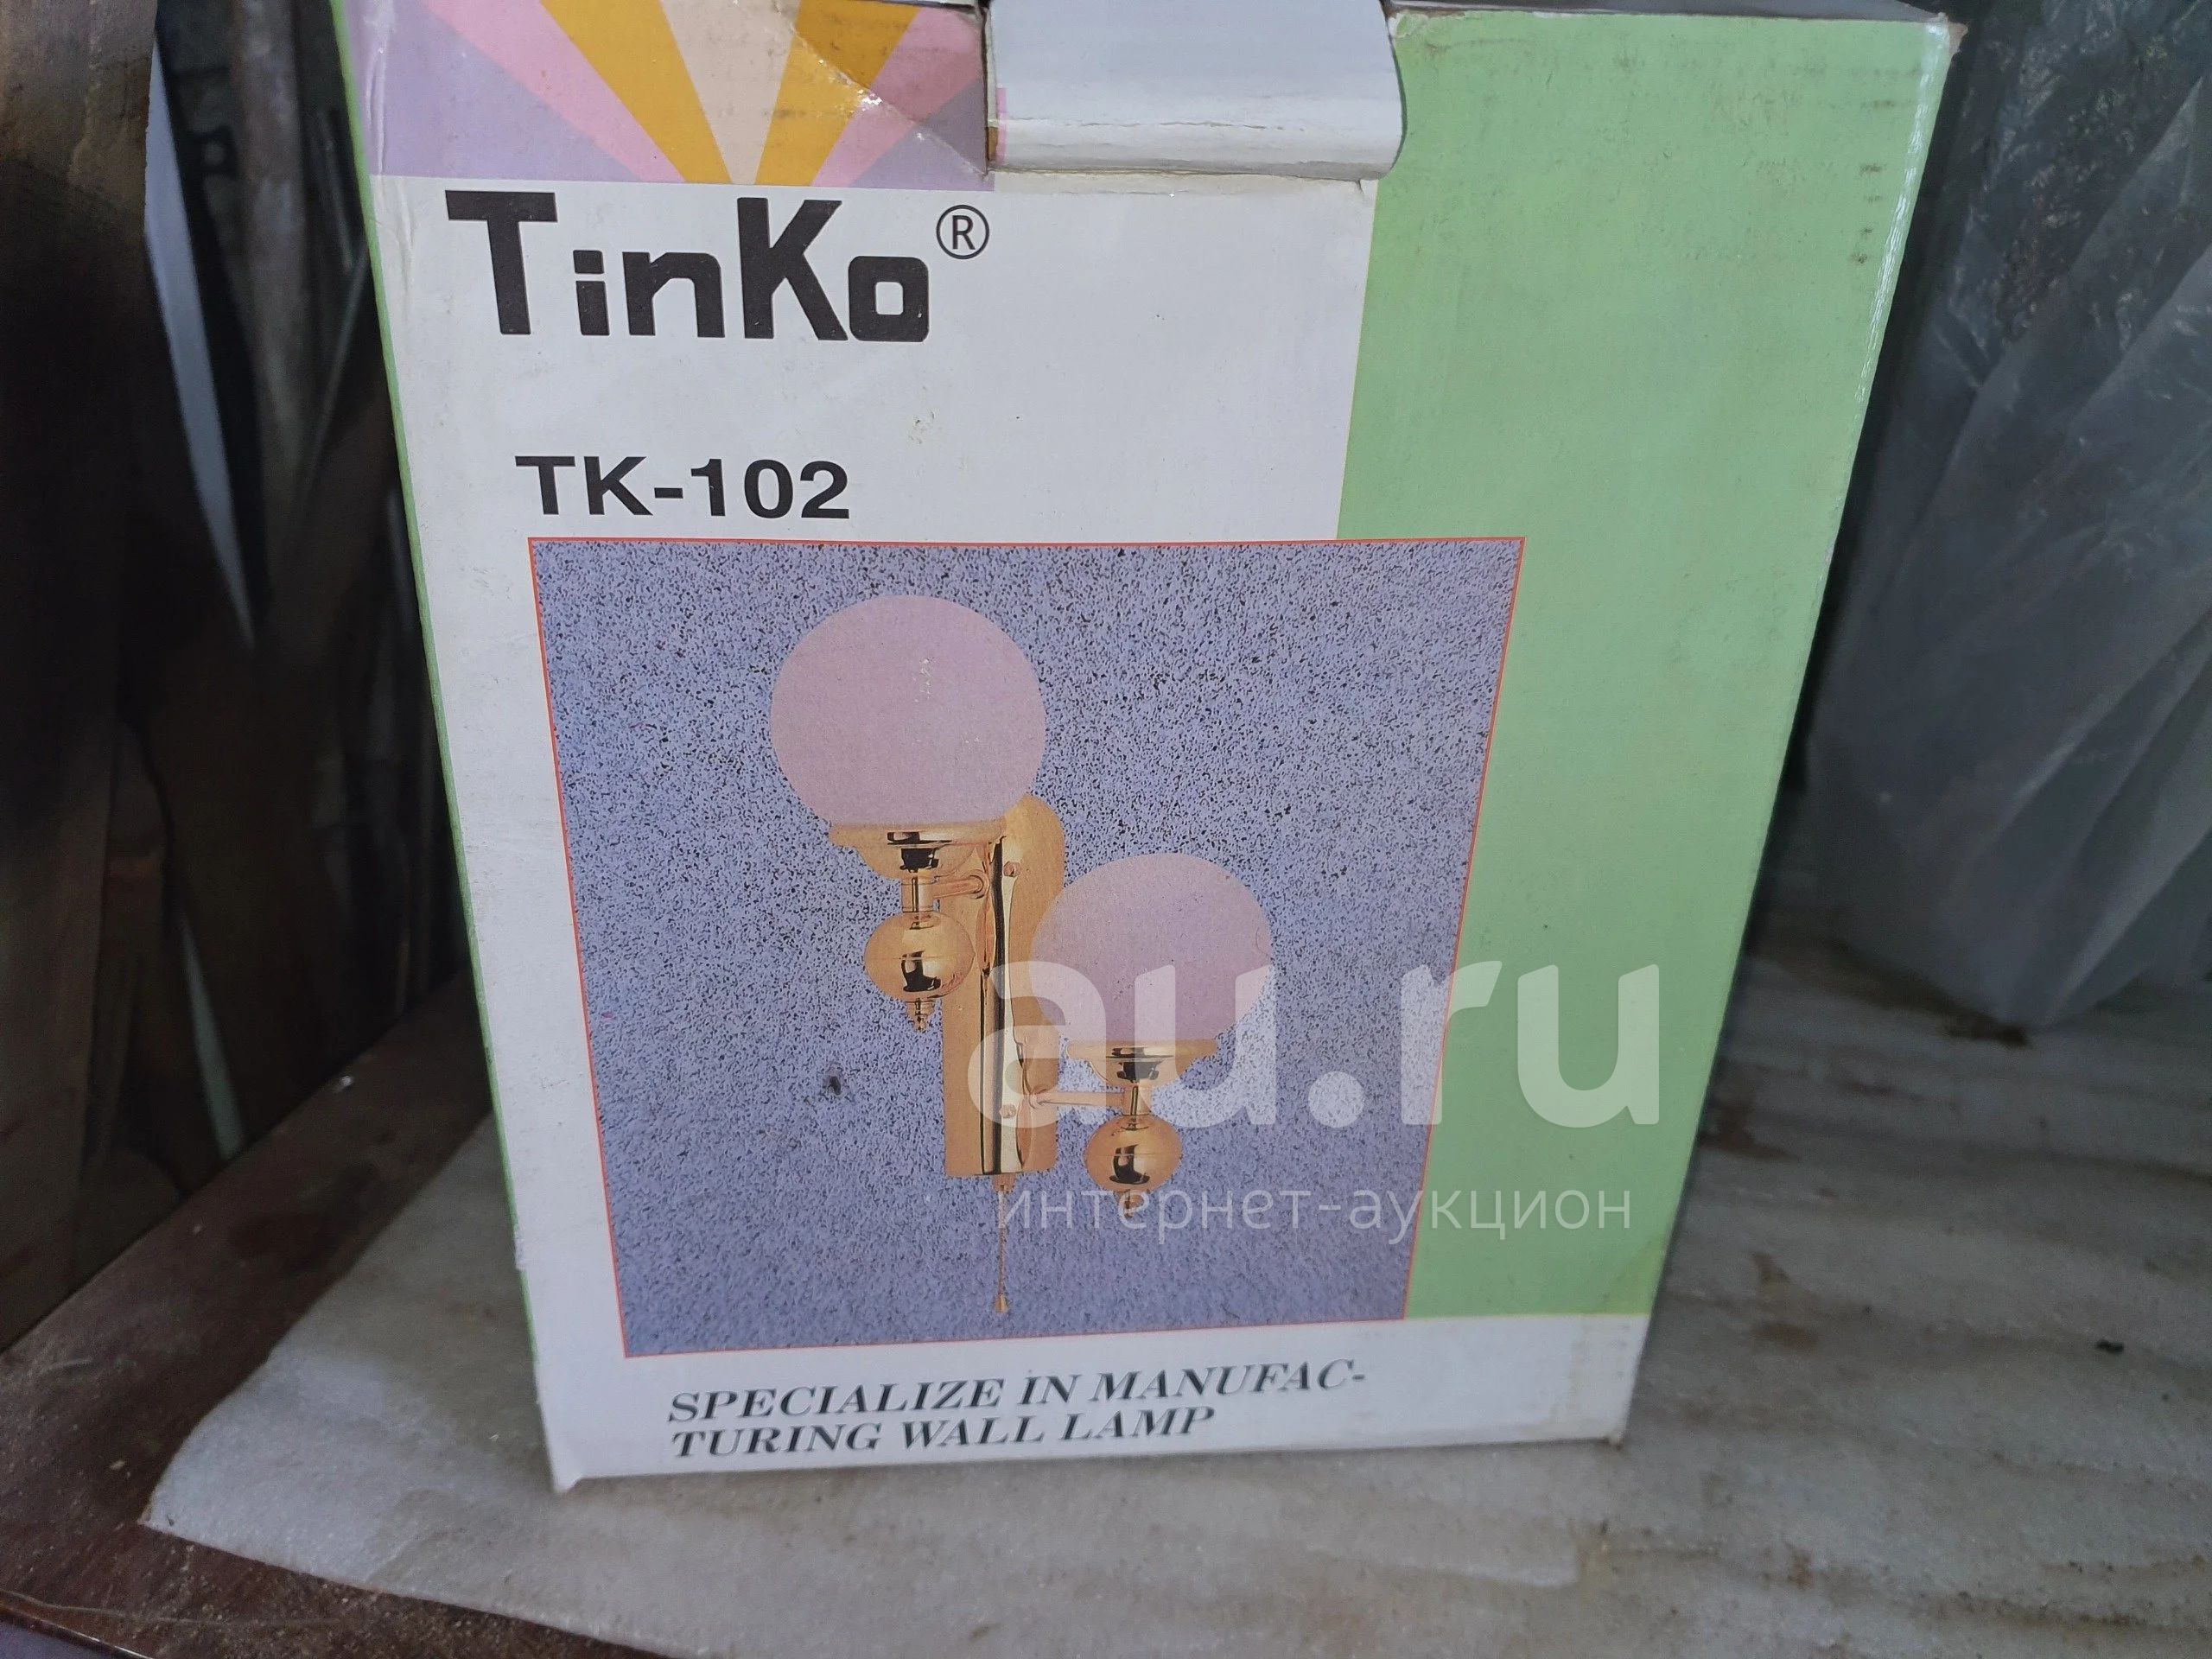 TinKo®
TK-102
au.ru
интернет-аукцион
SPECIALIZE IN MANUFAC-
TURING WALL LAMP